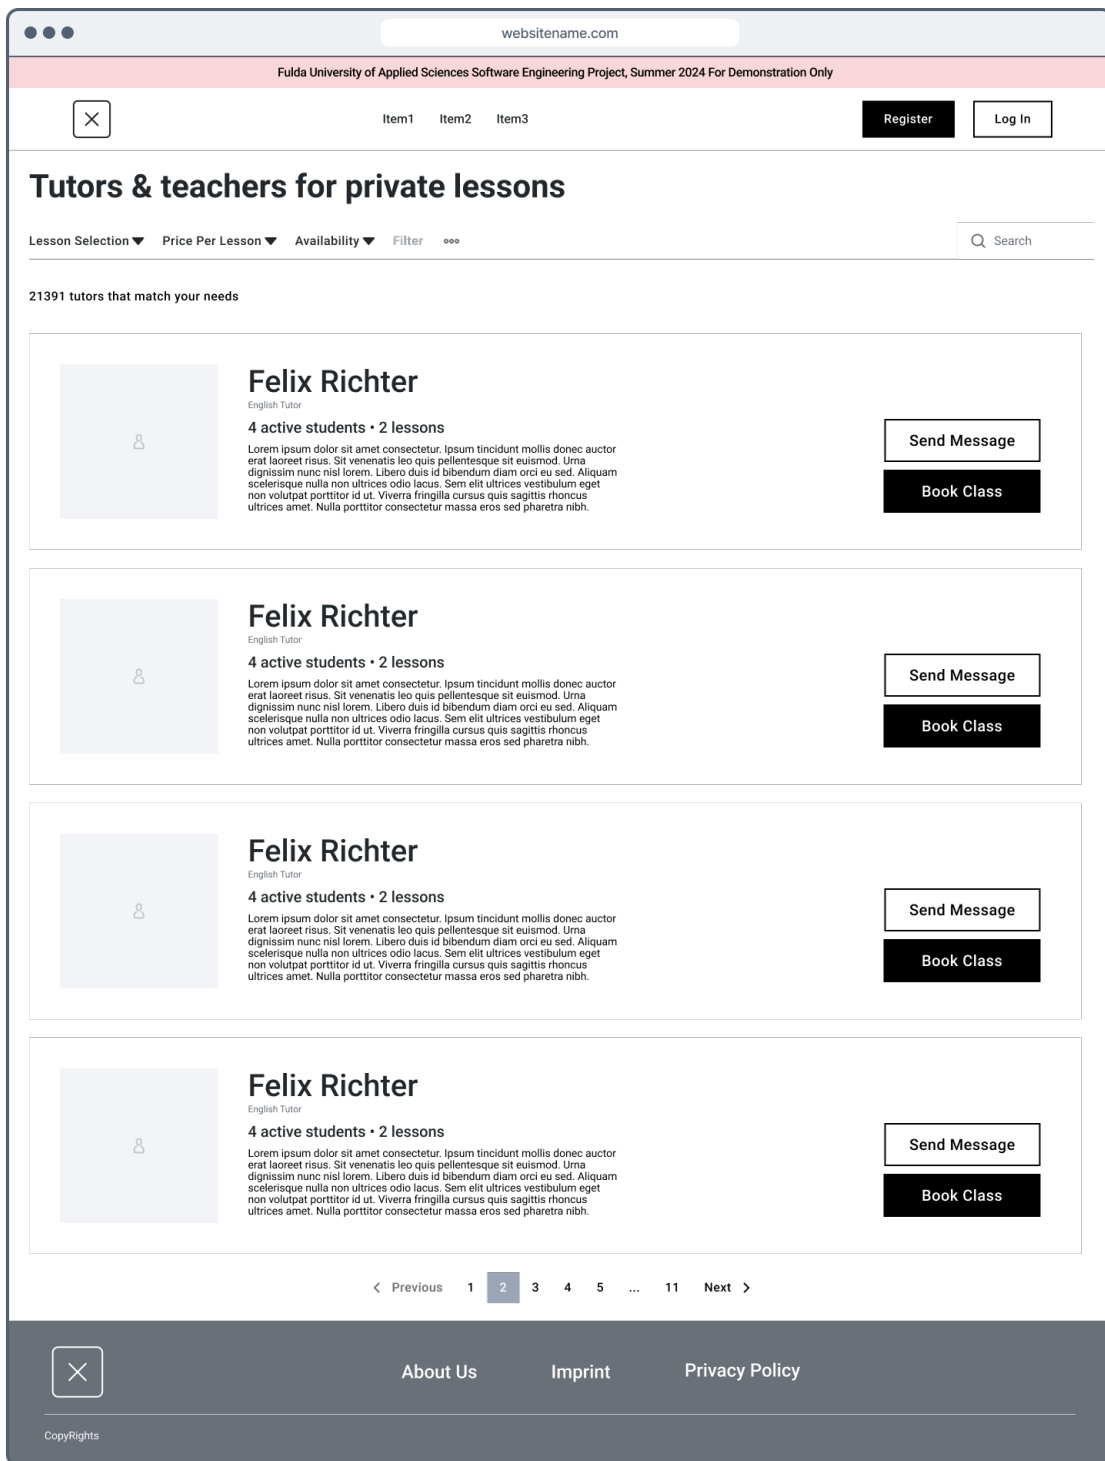 websitename.com
Fulda University of Applied Sciences Software Engineering Project, Summer 2024 For Demonstration Only
Item1 Item2 Item3 Register Log In
Tutors & teachers for private lessons
Lesson Selection Price Per Lesson Availability Filter Search
21391 tutors that match your needs
Felix Richter
English Tutor
4 active students • 2 lessons
Lorem ipsum dolor sit amet consectetur. Ipsum tincidunt mollis donec auctor
erat laoreet risus. Sit venenatis leo quis pellentesque sit euismod. Urna
dignissim nunc nisl lorem. Libero duis id bibendum diam orci eu sed. Aliquam
scelerisque nulla non ultrices odio lacus. Sem elit ultrices vestibulum eget
non volutpat porttitor id ut. Viverra fringilla cursus quis sagittis rhoncus
ultrices amet. Nulla porttitor consectetur massa eros sed pharetra nibh.
Send Message
Book Class
Felix Richter
English Tutor
4 active students • 2 lessons
Lorem ipsum dolor sit amet consectetur. Ipsum tincidunt mollis donec auctor
erat laoreet risus. Sit venenatis leo quis pellentesque sit euismod. Urna
dignissim nunc nisl lorem. Libero duis id bibendum diam orci eu sed. Aliquam
scelerisque nulla non ultrices odio lacus. Sem elit ultrices vestibulum eget
non volutpat porttitor id ut. Viverra fringilla cursus quis sagittis rhoncus
ultrices amet. Nulla porttitor consectetur massa eros sed pharetra nibh.
Send Message
Book Class
Felix Richter
English Tutor
4 active students • 2 lessons
Lorem ipsum dolor sit amet consectetur. Ipsum tincidunt mollis donec auctor
erat laoreet risus. Sit venenatis leo quis pellentesque sit euismod. Urna
dignissim nunc nisl lorem. Libero duis id bibendum diam orci eu sed. Aliquam
scelerisque nulla non ultrices odio lacus. Sem elit ultrices vestibulum eget
non volutpat porttitor id ut. Viverra fringilla cursus quis sagittis rhoncus
ultrices amet. Nulla porttitor consectetur massa eros sed pharetra nibh.
Send Message
Book Class
Felix Richter
English Tutor
4 active students • 2 lessons
Lorem ipsum dolor sit amet consectetur. Ipsum tincidunt mollis donec auctor
erat laoreet risus. Sit venenatis leo quis pellentesque sit euismod. Urna
dignissim nunc nisl lorem. Libero duis id bibendum diam orci eu sed. Aliquam
scelerisque nulla non ultrices odio lacus. Sem elit ultrices vestibulum eget
non volutpat porttitor id ut. Viverra fringilla cursus quis sagittis rhoncus
ultrices amet. Nulla porttitor consectetur massa eros sed pharetra nibh.
Send Message
Book Class
Previous 1 2 3 4 5 ... 11 Next
About Us Imprint Privacy Policy
CopyRights